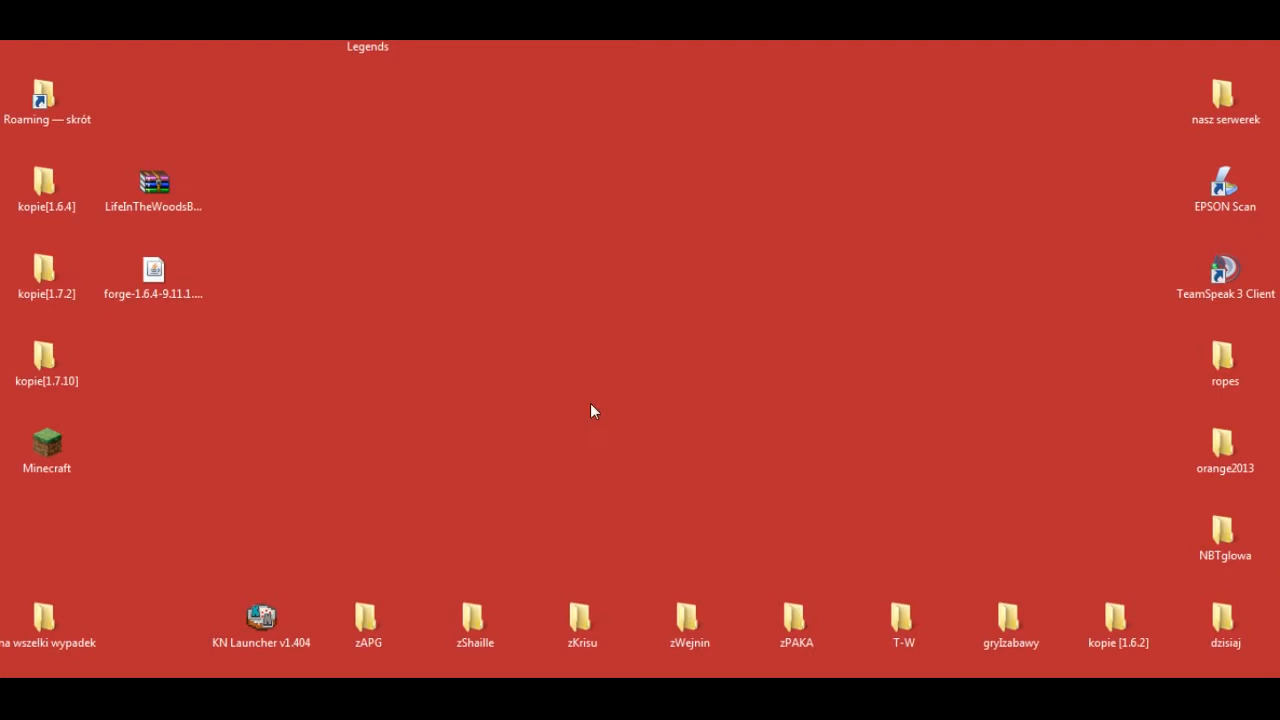 Legends
Roaming — skrót
nasz serwerek
kopie[1.6.4]
LifeInTheWoodsB...
EPSON Scan
kopie[1.7.2]
forge-1.6.4-9.11.1....
TeamSpeak 3 Client
kopie[1.7.10]
ropes
Minecraft
orange2013
NBTglowa
na wszelki wypadek
KN Launcher v1.404
zAPG
zShaille
zKrisu
zWejnin
zPAKA
T-W
gryIzabawy
kopie [1.6.2]
dzisiaj